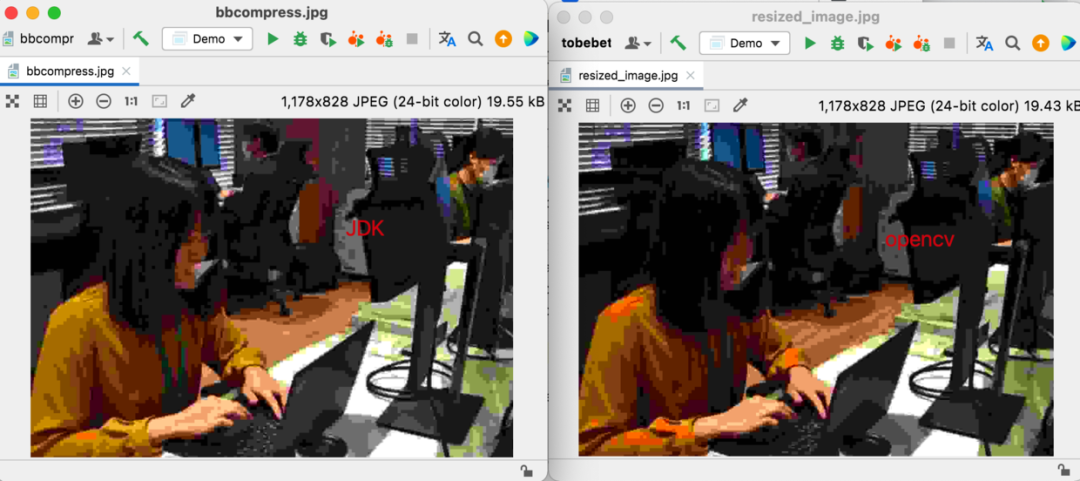 bbcompress.jpg
bbcompr
Demo
bbcompress.jpg
1:1
1,178x828 JPEG (24-bit color) 19.55 kB
JDK
resized_image.jpg
tobebet
Demo
resized_image.jpg
1:1
1,178x828 JPEG (24-bit color) 19.43 kB
opencv